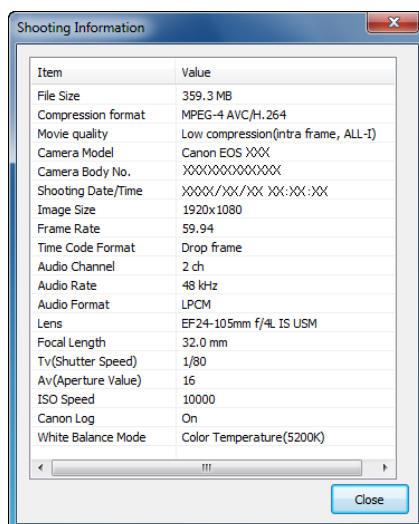 Shooting Information
Item Value
File Size 359.3 MB
Compression format MPEG-4 AVC/H.264
Movie quality Low compression(intra frame, ALL-I)
Camera Model Canon EOS XXX
Camera Body No. XXXXXXXXXXXX
Shooting Date/Time XXXX/XX/XX XX:XX:XX
Image Size 1920x1080
Frame Rate 59.94
Time Code Format Drop frame
Audio Channel 2 ch
Audio Rate 48 kHz
Audio Format LPCM
Lens EF24-105mm f/4L IS USM
Focal Length 32.0 mm
Tv(Shutter Speed) 1/80
Av(Aperture Value) 16
ISO Speed 10000
Canon Log On
White Balance Mode Color Temperature(5200K)
Close